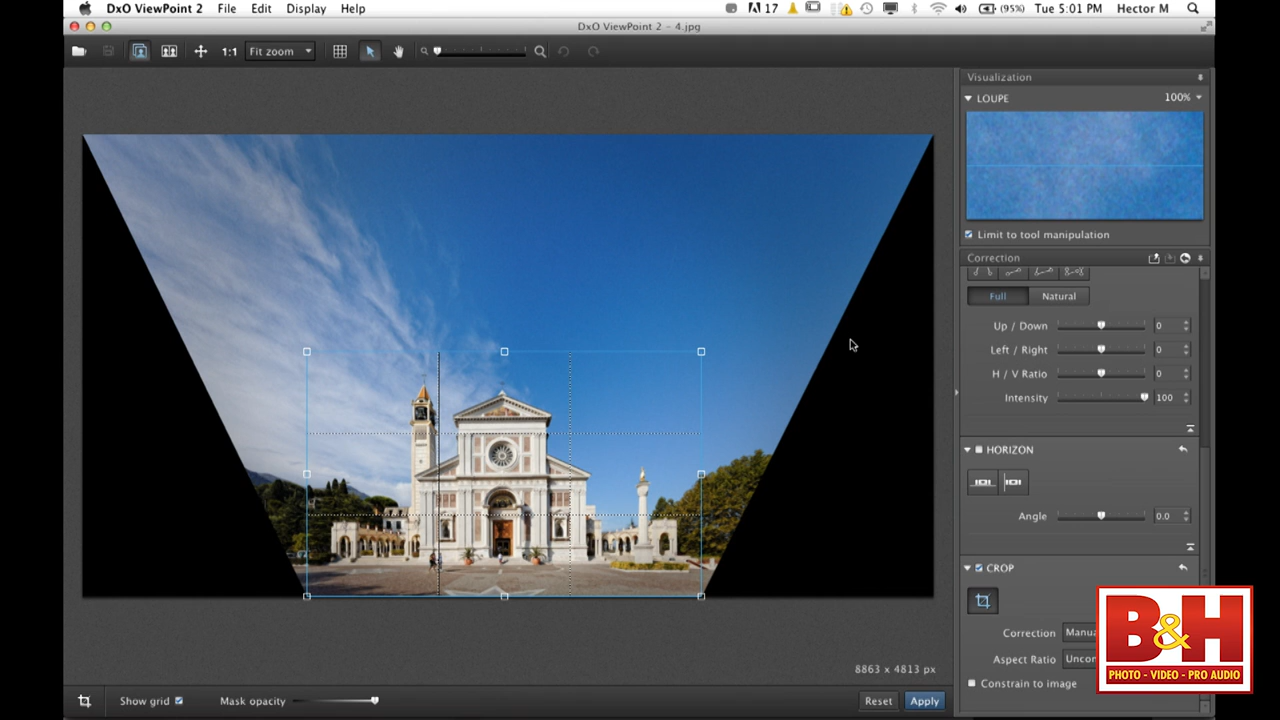 DxO ViewPoint 2 File Edit Display Help 17 (95%) Tue 5:01 PM Hector M
DxO ViewPoint 2 - 4.jpg
1:1 Fit zoom
Visualization
LOUPE 100%
Limit to tool manipulation
Correction
Full Natural
Up / Down 0
Left / Right 0
H / V Ratio 0
Intensity 100
HORIZON
Angle 0.0
CROP
Correction Manua
Aspect Ratio Uncon
Constrain to image
8863 x 4813 px
Show grid Mask opacity Reset Apply
B&H
PHOTO - VIDEO - PRO AUDIO